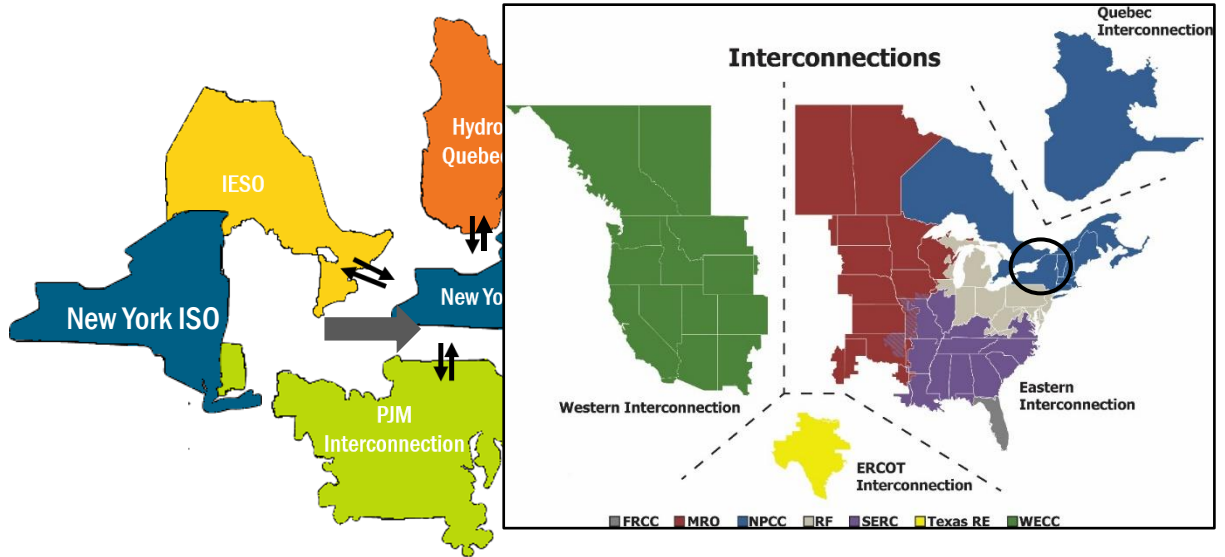 IESO
Hydro
Quebec
New York ISO
New Yo
PJM
Interconnection
Quebec
Interconnection
Interconnections
Western Interconnection
Eastern
Interconnection
ERCOT
Interconnection
FRCC MRO NPCC RF SERC Texas RE WECC